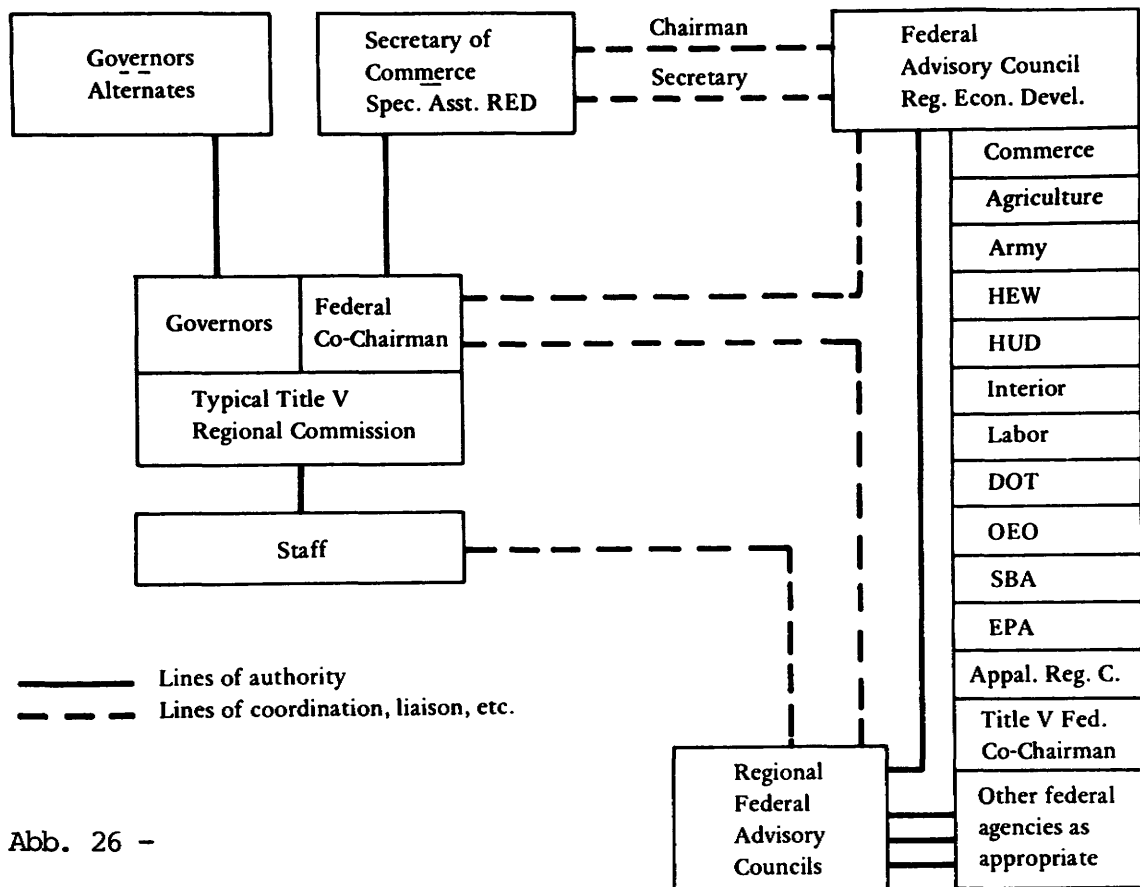 Governors
Alternates
Secretary of
Commerce
Spec. Asst. RED
Chairman
Secretary
Federal
Advisory Council
Reg. Econ. Devel.
Commerce
Agriculture
Army
HEW
HUD
Interior
Labor
DOT
OEO
SBA
EPA
Appal. Reg. C.
Title V Fed.
Co-Chairman
Other federal
agencies as
appropriate
Governors
Federal
Co-Chairman
Typical Title V
Regional Commission
Staff
Lines of authority
Lines of coordination, liaison, etc.
Regional
Federal
Advisory
Councils
Abb. 26 -